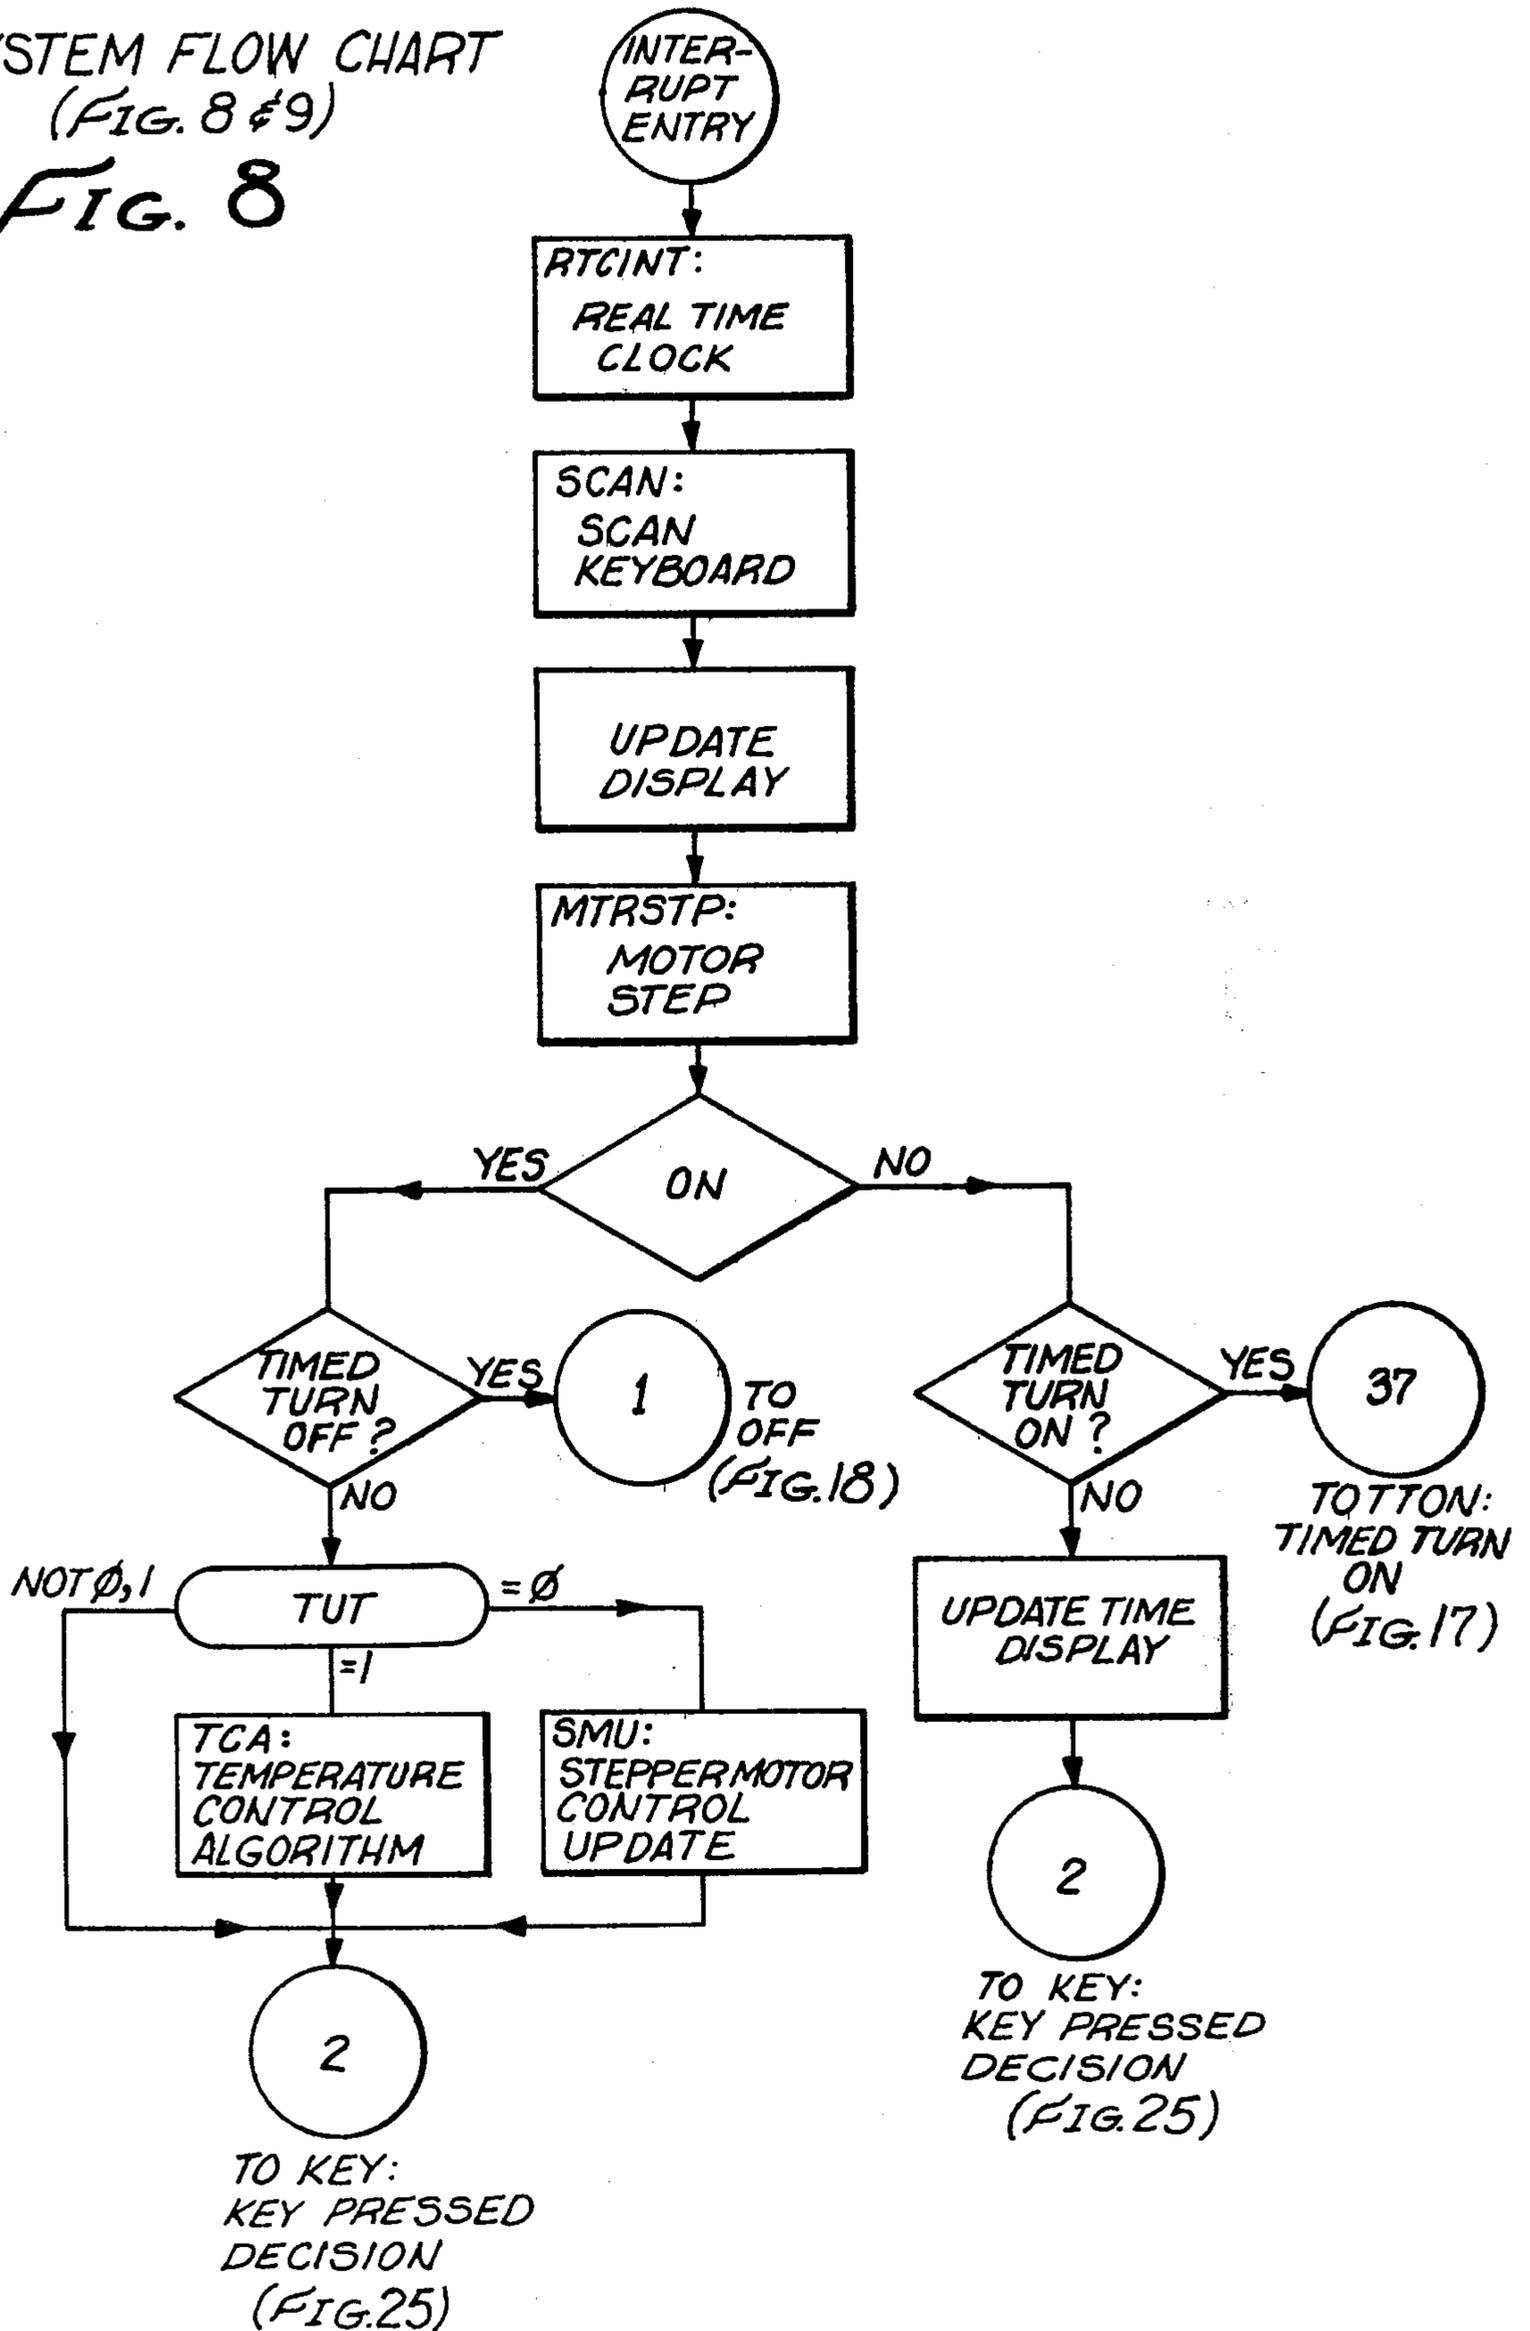 YSTEM FLOW CHART
(FIG. 8 & 9)
FIG. 8
INTER-
RUPT
ENTRY
RTCINT:
REAL TIME
CLOCK
SCAN:
SCAN
KEYBOARD
UPDATE
DISPLAY
MTRSTP:
MOTOR
STEP
ON
YES
NO
TIMED
TURN
OFF?
YES
1
TO
OFF
(FIG.18)
NO
TIMED
TURN
ON?
YES
37
TO TTON:
TIMED TURN
ON
(FIG.17)
NO
NOT Ø,1
TUT
=Ø
=1
TCA:
TEMPERATURE
CONTROL
ALGORITHM
SMU:
STEPPER MOTOR
CONTROL
UPDATE
UPDATE TIME
DISPLAY
2
TO KEY:
KEY PRESSED
DECISION
(FIG.25)
2
TO KEY:
KEY PRESSED
DECISION
(FIG.25)